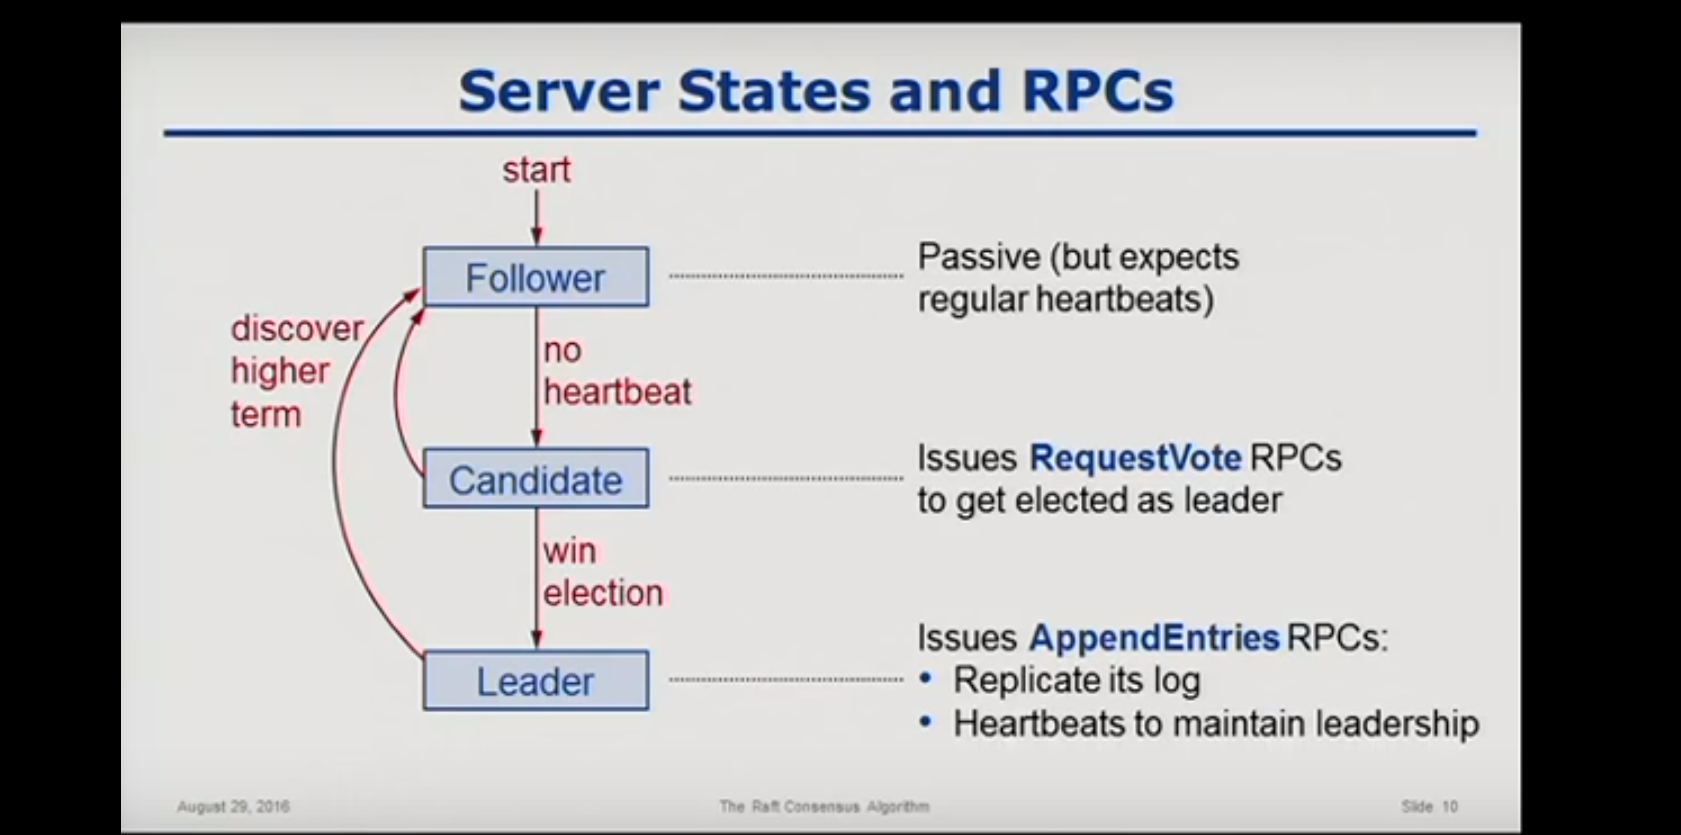 Server States and RPCs
start
Follower
Passive (but expects
regular heartbeats)
discover
higher
term
no
heartbeat
Candidate
Issues RequestVote RPCs
to get elected as leader
win
election
Leader
Issues AppendEntries RPCs:
• Replicate its log
• Heartbeats to maintain leadership
August 29, 2016
The Raft Consensus Algorithm
Slide 10